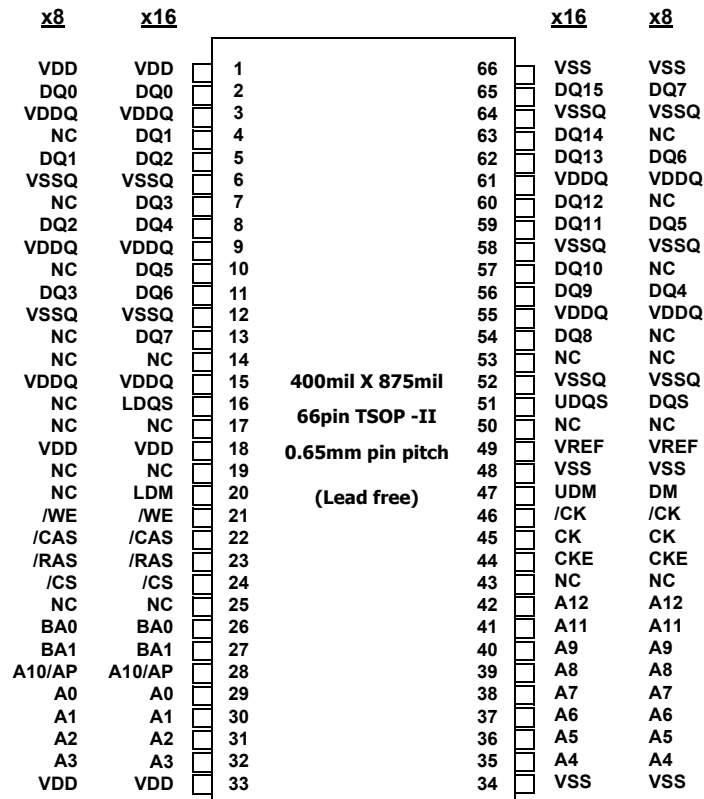 x8 x16 x16 x8
VDD VDD 1 66 VSS VSS
DQ0 DQ0 2 65 DQ15 DQ7
VDDQ VDDQ 3 64 VSSQ VSSQ
NC DQ1 4 63 DQ14 NC
DQ1 DQ2 5 62 DQ13 DQ6
VSSQ VSSQ 6 61 VDDQ VDDQ
NC DQ3 7 60 DQ12 NC
DQ2 DQ4 8 59 DQ11 DQ5
VDDQ VDDQ 9 58 VSSQ VSSQ
NC DQ5 10 57 DQ10 NC
DQ3 DQ6 11 56 DQ9 DQ4
VSSQ VSSQ 12 55 VDDQ VDDQ
NC DQ7 13 54 DQ8 NC
NC NC 14 53 NC NC
VDDQ VDDQ 15 400mil X 875mil 52 VSSQ VSSQ
NC LDQS 16 66pin TSOP -II 51 UDQS DQS
NC NC 17 50 NC NC
VDD VDD 18 0.65mm pin pitch 49 VREF VREF
NC NC 19 48 VSS VSS
NC LDM 20 (Lead free) 47 UDM DM
/WE /WE 21 46 /CK /CK
/CAS /CAS 22 45 CK CK
/RAS /RAS 23 44 CKE CKE
/CS /CS 24 43 NC NC
NC NC 25 42 A12 A12
BA0 BA0 26 41 A11 A11
BA1 BA1 27 40 A9 A9
A10/AP A10/AP 28 39 A8 A8
A0 A0 29 38 A7 A7
A1 A1 30 37 A6 A6
A2 A2 31 36 A5 A5
A3 A3 32 35 A4 A4
VDD VDD 33 34 VSS VSS